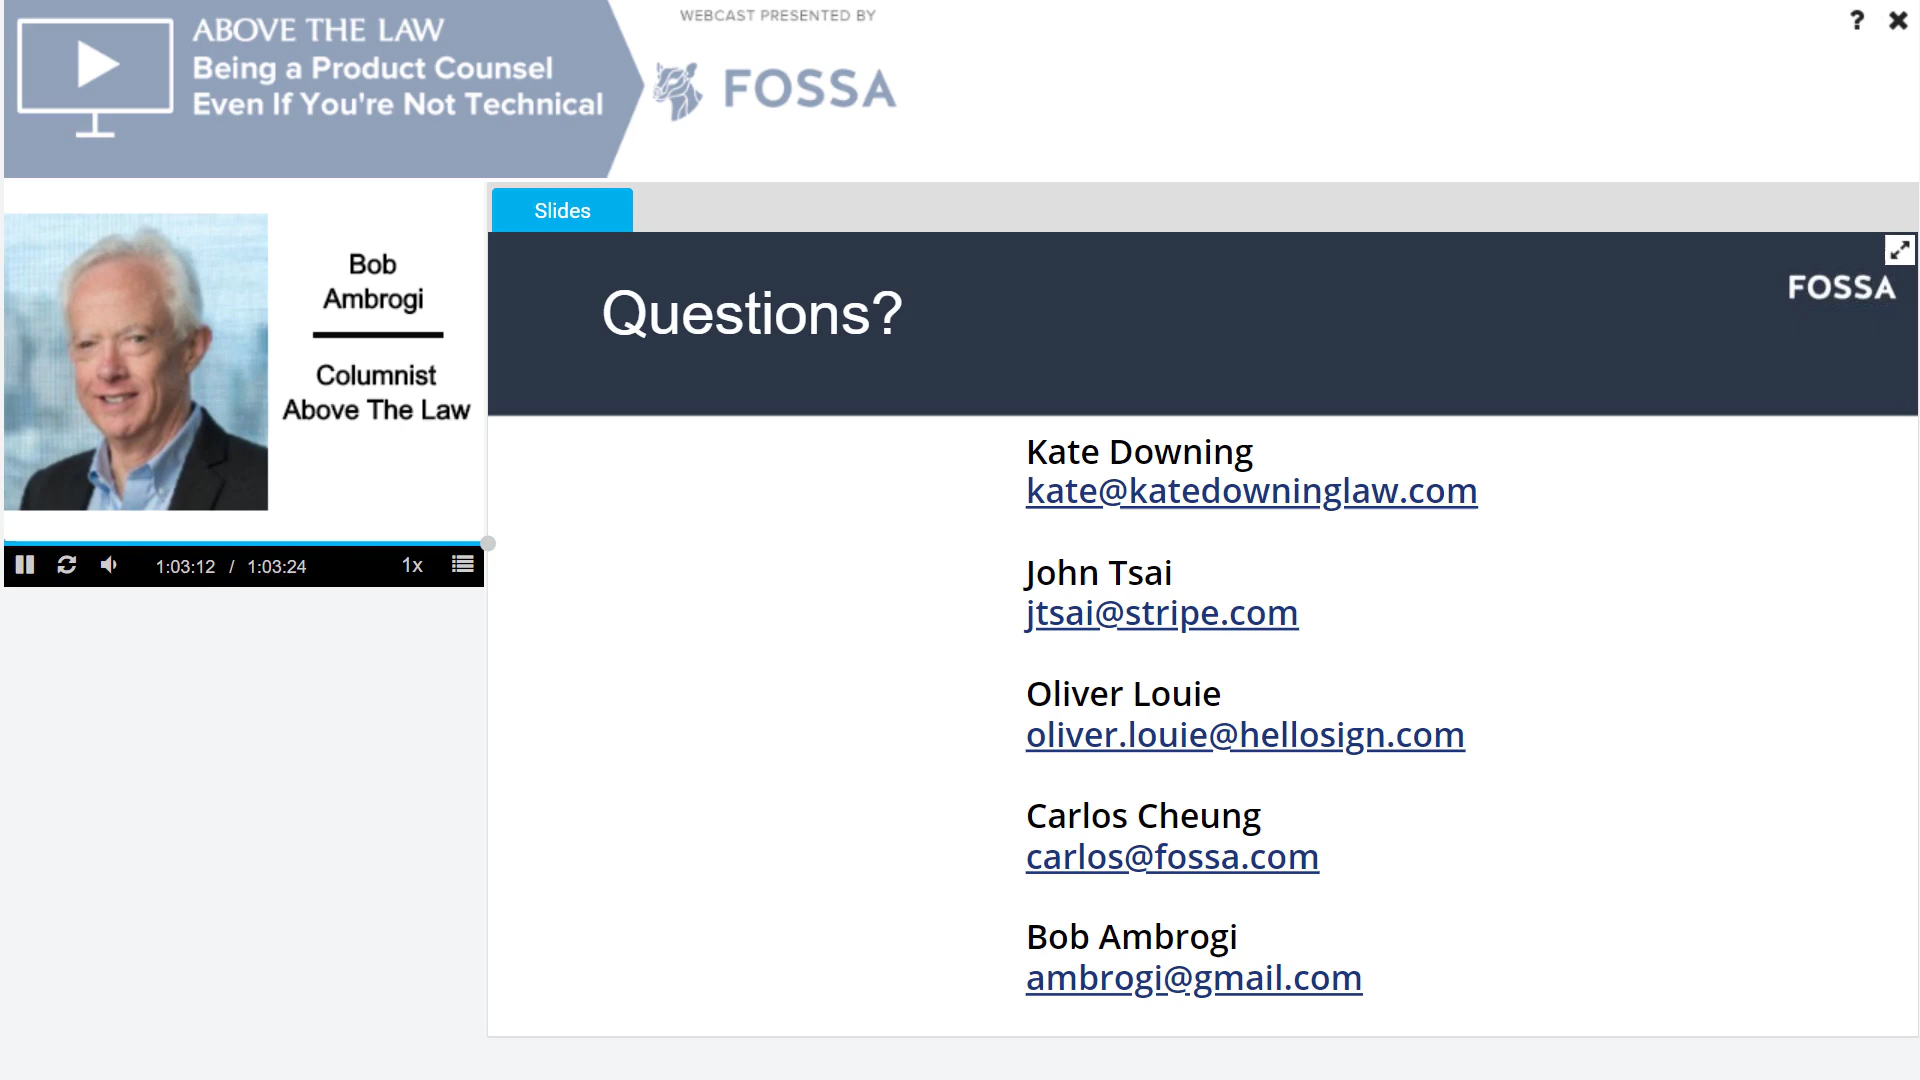 ABOVE THE LAW
Being a Product Counsel
Even If You're Not Technical
WEBCAST PRESENTED BY
FOSSA
?
Bob
Ambrogi
Columnist
Above The Law
1:03:12 / 1:03:24
1x
Slides
Questions?
FOSSA
Kate Downing
kate@katedowninglaw.com
John Tsai
jtsai@stripe.com
Oliver Louie
oliver.louie@hellosign.com
Carlos Cheung
carlos@fossa.com
Bob Ambrogi
ambrogi@gmail.com